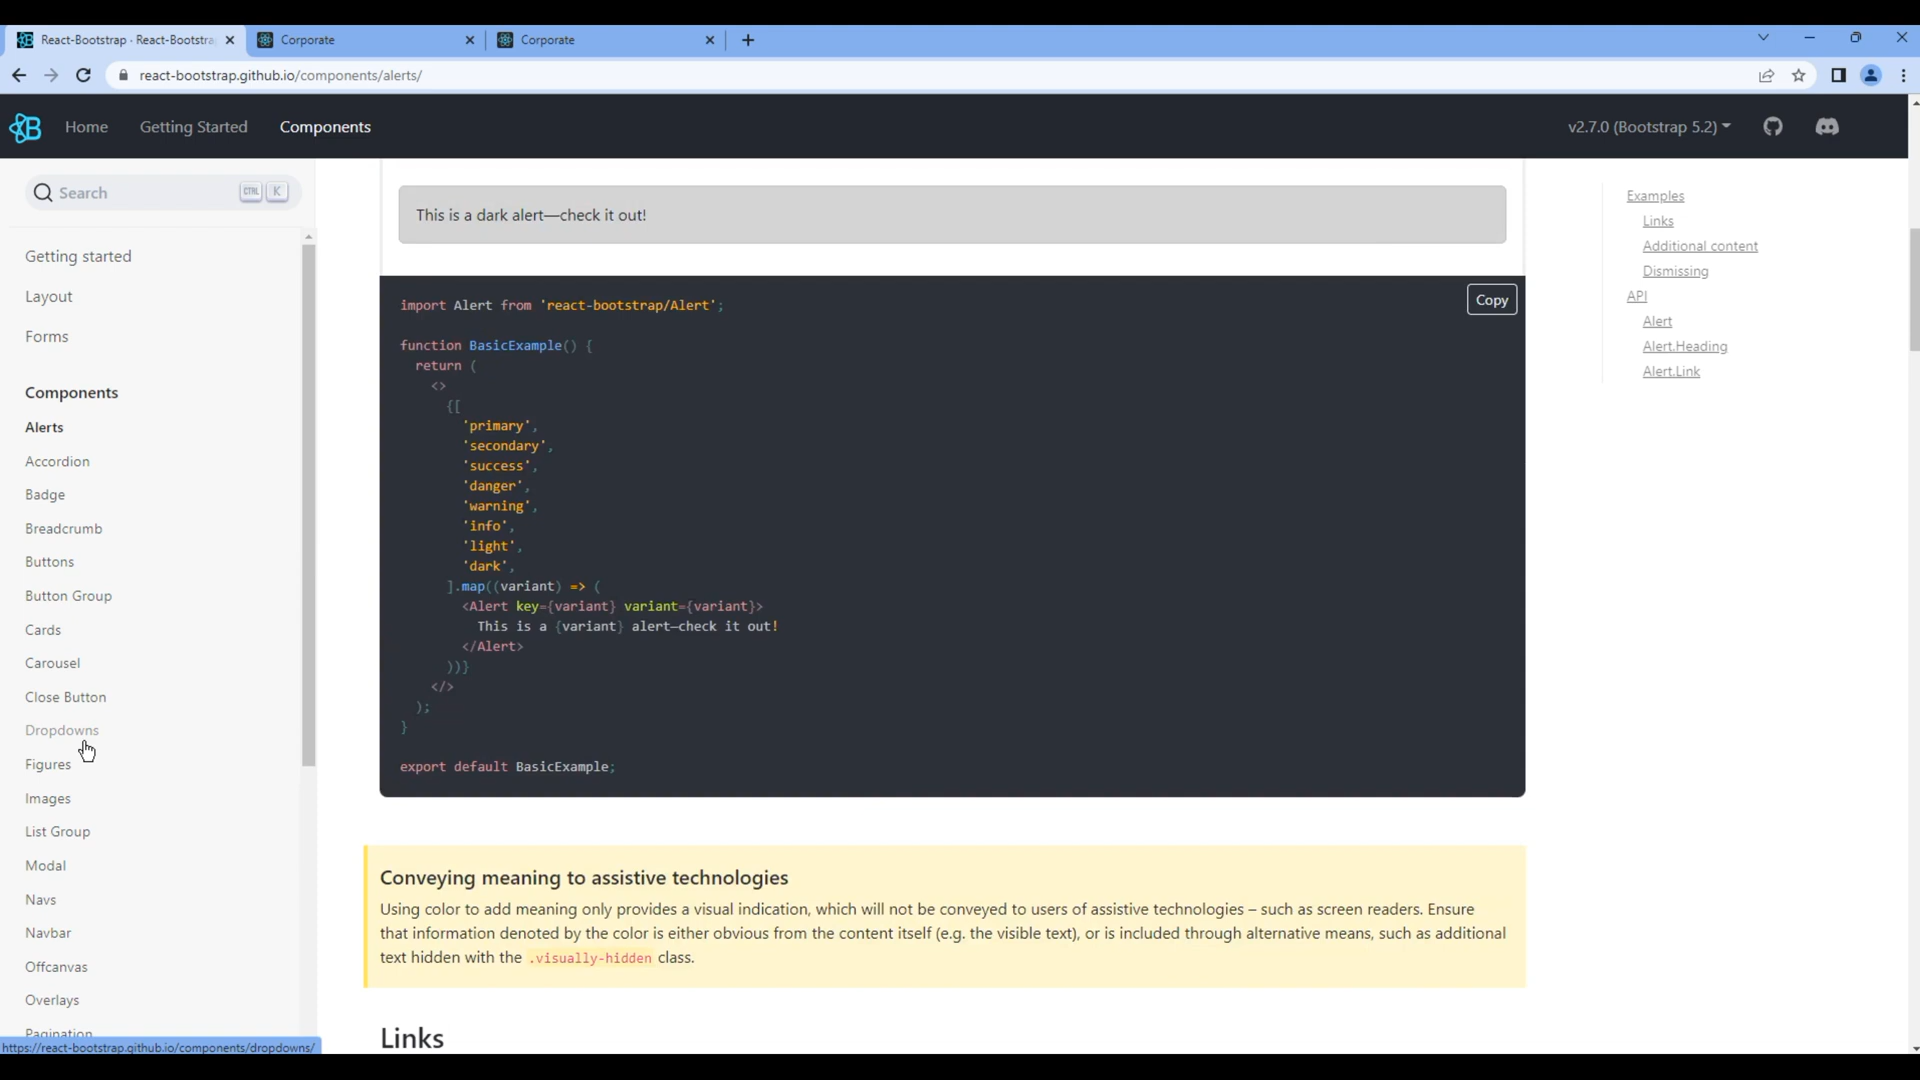 React-Bootstrap · React-Bootstra
Corporate
Corporate
react-bootstrap.github.io/components/alerts/
Home
Getting Started
Components
v2.7.0 (Bootstrap 5.2)
Search
CTRL K
Getting started
Layout
Forms
Components
Alerts
Accordion
Badge
Breadcrumb
Buttons
Button Group
Cards
Carousel
Close Button
Dropdowns
Figures
Images
List Group
Modal
Navs
Navbar
Offcanvas
Overlays
Pagination
https://react-bootstrap.github.io/components/dropdowns/
This is a dark alert—check it out!
Copy
import Alert from 'react-bootstrap/Alert';
function BasicExample() {
return (
<>
{[
'primary',
'secondary',
'success',
'danger',
'warning',
'info',
'light',
'dark',
].map((variant) => (
<Alert key={variant} variant={variant}>
This is a {variant} alert—check it out!
</Alert>
))}
</>
);
}
export default BasicExample;
Conveying meaning to assistive technologies
Using color to add meaning only provides a visual indication, which will not be conveyed to users of assistive technologies – such as screen readers. Ensure
that information denoted by the color is either obvious from the content itself (e.g. the visible text), or is included through alternative means, such as additional
text hidden with the .visually-hidden class.
Links
Examples
Links
Additional content
Dismissing
API
Alert
Alert.Heading
Alert.Link